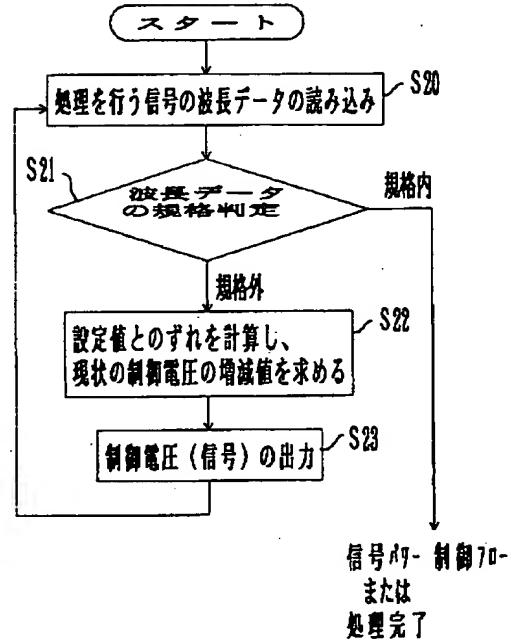 スタート
処理を行う信号の波長データの読み込み
S20
S21
波長データ
の規格判定
規格内
規格外
設定値とのずれを計算し、
現状の制御電圧の増減値を求める
S22
制御電圧（信号）の出力
S23
信号パワー制御フロー
または
処理完了